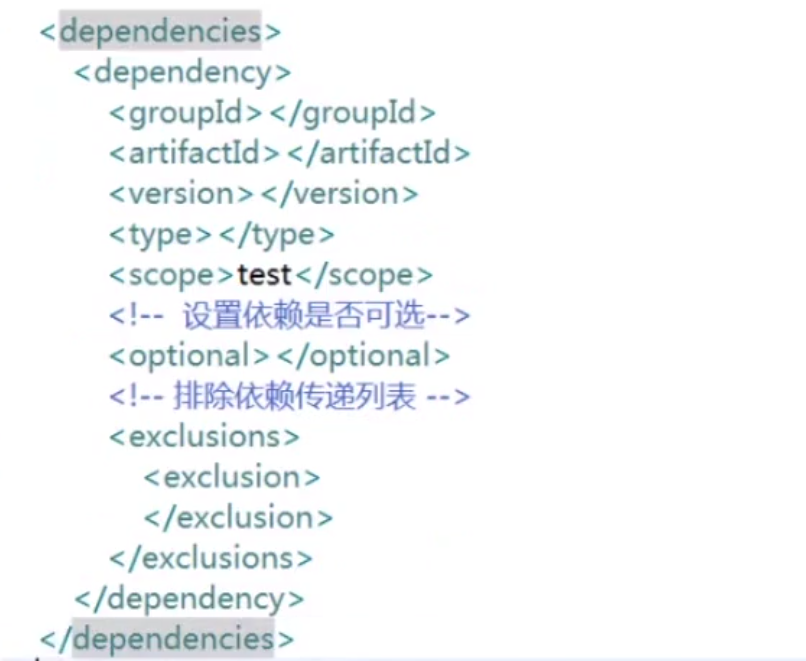 <dependencies>
<dependency>
<groupId></groupId>
<artifactId></artifactId>
<version></version>
<type></type>
<scope>test</scope>
<!-- 设置依赖是否可选-->
<optional></optional>
<!-- 排除依赖传递列表 -->
<exclusions>
<exclusion>
</exclusion>
</exclusions>
</dependency>
</dependencies>